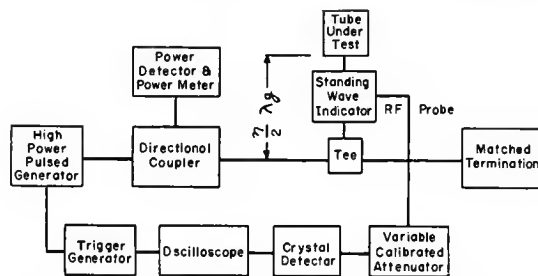 Tube
Under
Test
Power
Detector &
Power Meter
Standing
Wave
Indicator
n/2 λg
RF Probe
High
Power
Pulsed
Generator
Directional
Coupler
Tee
Matched
Termination
Trigger
Generator
Oscilloscope
Crystal
Detector
Variable
Calibrated
Attenuator